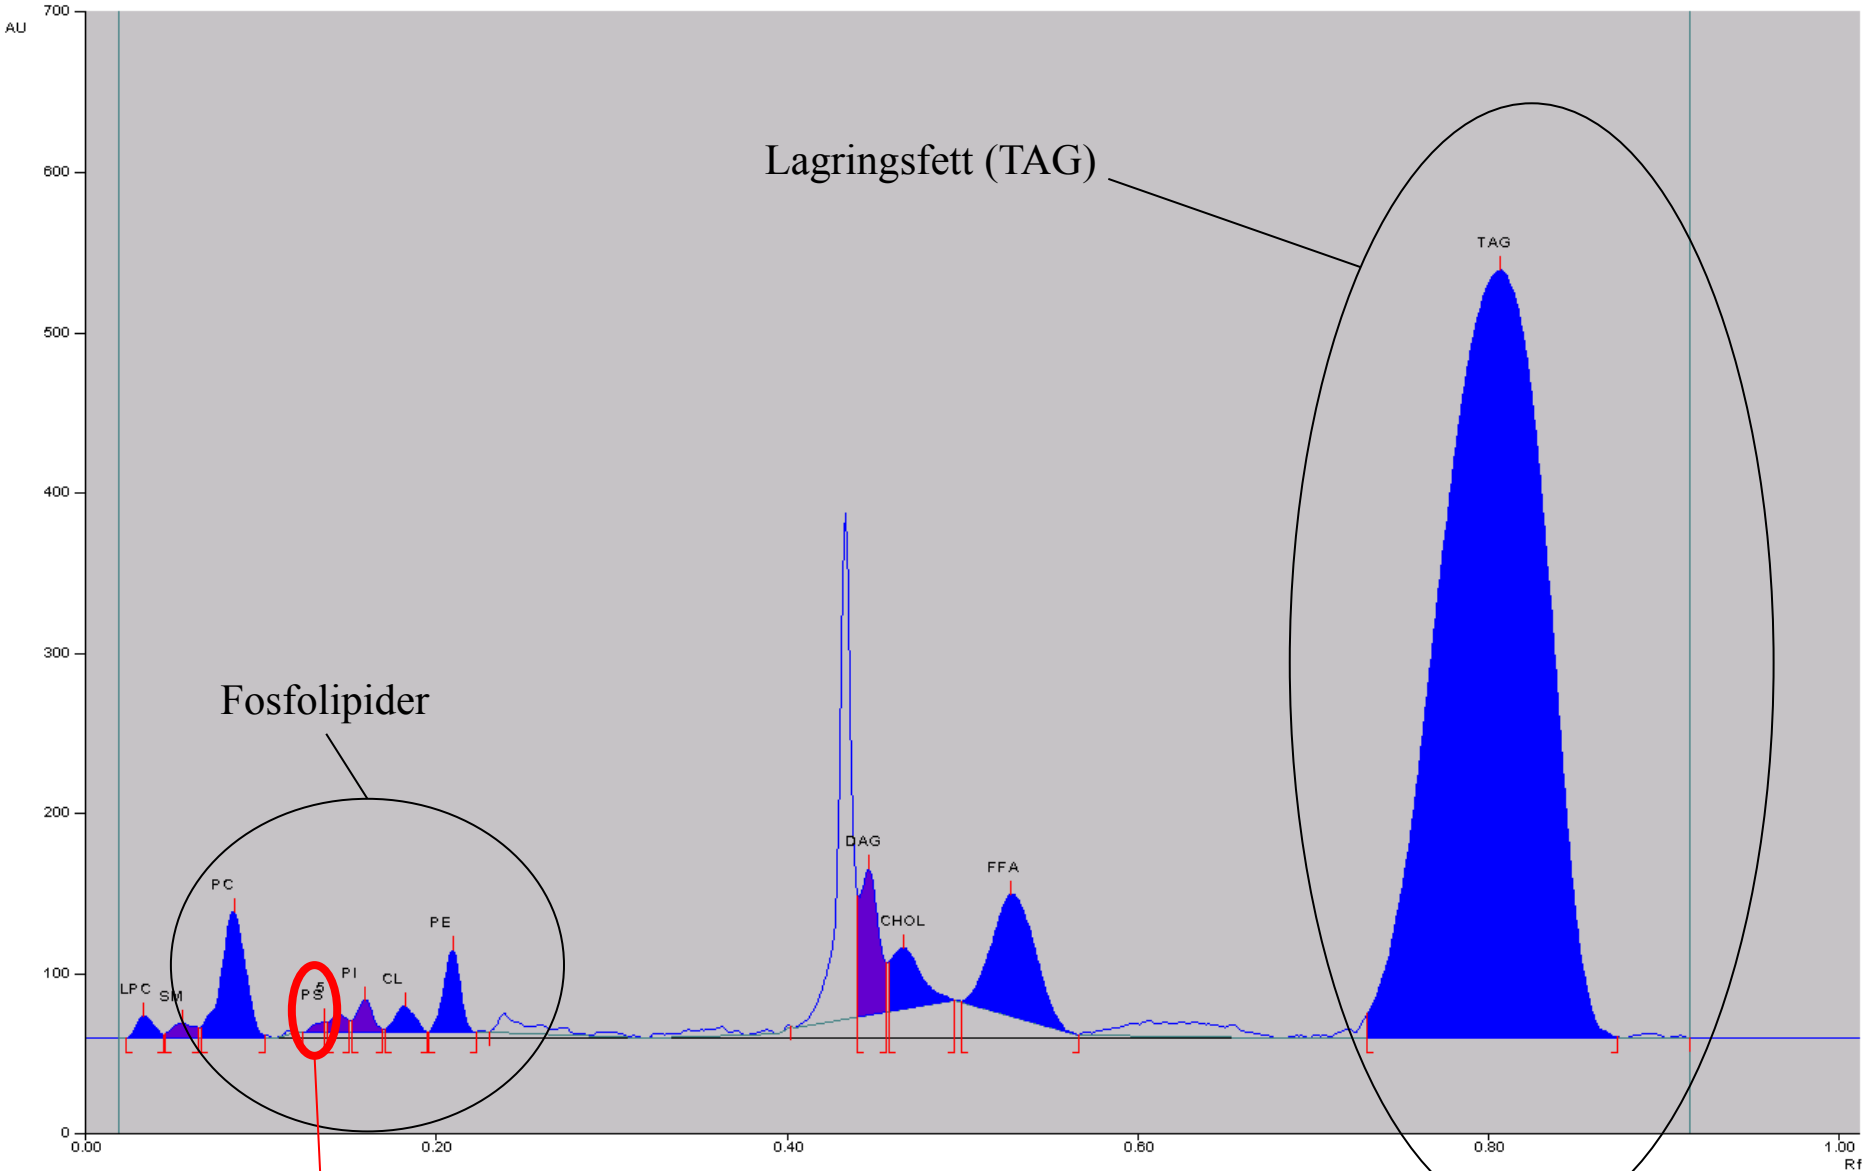 700
AU
600
500
400
300
200
100
0
Lagringsfett (TAG)
TAG
Fosfolipider
DAG
FFA
PC
CHOL
PE
PI
CL
LPC
SM
5
PS
0.00
0.20
0.40
0.60
0.80
1.00
Rf